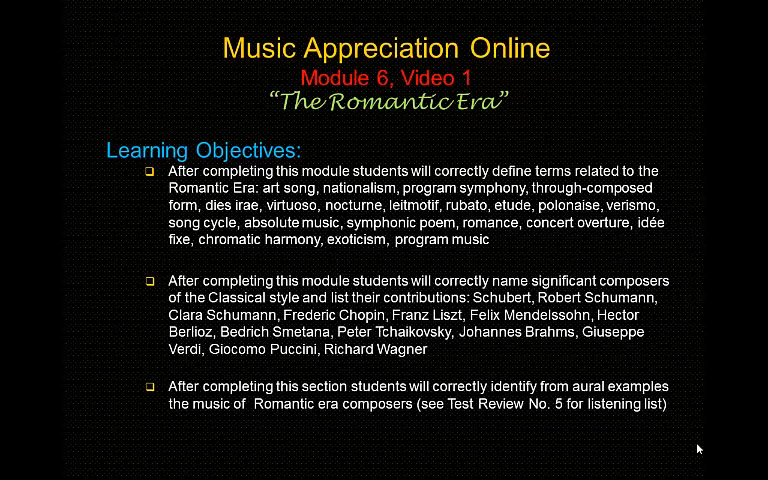 Music Appreciation Online
Module 6, Video 1
“The Romantic Era”
Learning Objectives:
After completing this module students will correctly define terms related to the
Romantic Era: art song, nationalism, program symphony, through-composed
form, dies irae, virtuoso, nocturne, leitmotif, rubato, etude, polonaise, verismo,
song cycle, absolute music, symphonic poem, romance, concert overture, idée
fixe, chromatic harmony, exoticism, program music
After completing this module students will correctly name significant composers
of the Classical style and list their contributions: Schubert, Robert Schumann,
Clara Schumann, Frederic Chopin, Franz Liszt, Felix Mendelssohn, Hector
Berlioz, Bedrich Smetana, Peter Tchaikovsky, Johannes Brahms, Giuseppe
Verdi, Giocomo Puccini, Richard Wagner
After completing this section students will correctly identify from aural examples
the music of Romantic era composers (see Test Review No. 5 for listening list)